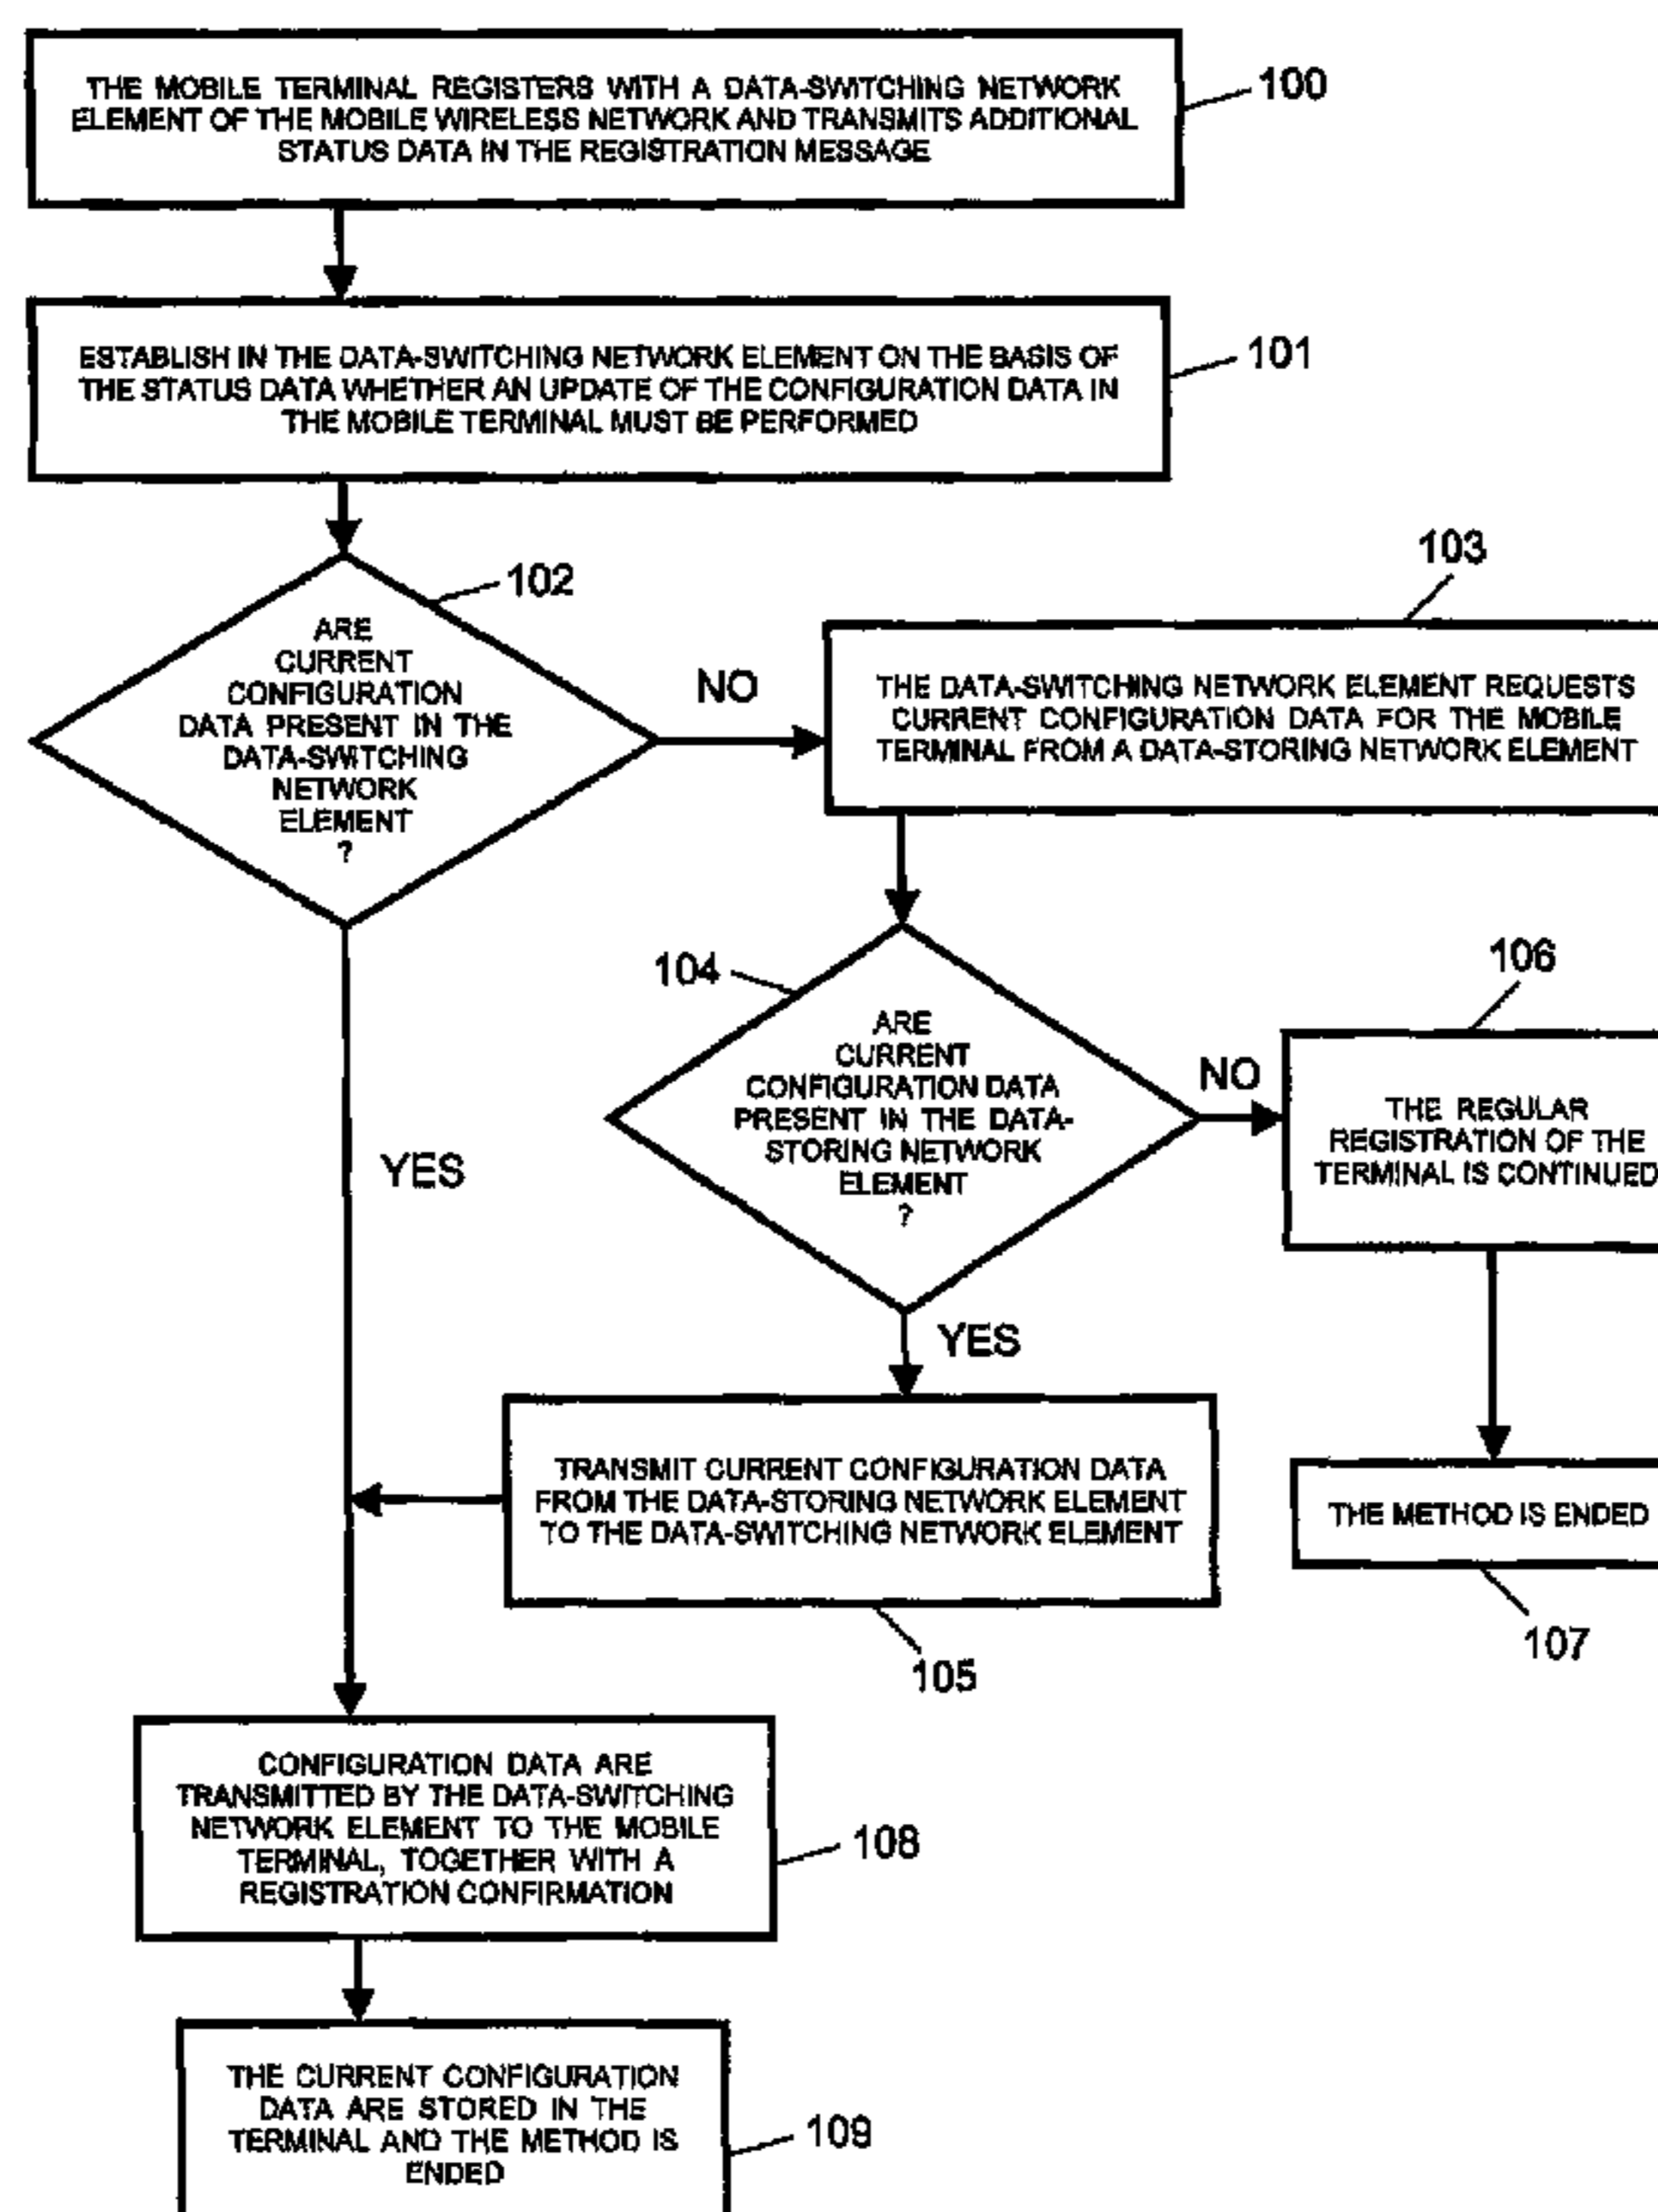 THE MOBILE TERMINAL REGISTERS WITH A DATA-SWITCHING NETWORK
ELEMENT OF THE MOBILE WIRELESS NETWORK AND TRANSMITS ADDITIONAL
STATUS DATA IN THE REGISTRATION MESSAGE
100
ESTABLISH IN THE DATA-SWITCHING NETWORK ELEMENT ON THE BASIS OF
THE STATUS DATA WHETHER AN UPDATE OF THE CONFIGURATION DATA IN
THE MOBILE TERMINAL MUST BE PERFORMED
101
102
ARE
CURRENT
CONFIGURATION
DATA PRESENT IN THE
DATA-SWITCHING
NETWORK
ELEMENT
?
NO
103
THE DATA-SWITCHING NETWORK ELEMENT REQUESTS
CURRENT CONFIGURATION DATA FOR THE MOBILE
TERMINAL FROM A DATA-STORING NETWORK ELEMENT
104
ARE
CURRENT
CONFIGURATION DATA
PRESENT IN THE DATA-
STORING NETWORK
ELEMENT
?
NO
106
THE REGULAR
REGISTRATION OF THE
TERMINAL IS CONTINUED
YES
YES
TRANSMIT CURRENT CONFIGURATION DATA
FROM THE DATA-STORING NETWORK ELEMENT
TO THE DATA-SWITCHING NETWORK ELEMENT
105
THE METHOD IS ENDED
107
CONFIGURATION DATA ARE
TRANSMITTED BY THE DATA-SWITCHING
NETWORK ELEMENT TO THE MOBILE
TERMINAL, TOGETHER WITH A
REGISTRATION CONFIRMATION
108
THE CURRENT CONFIGURATION
DATA ARE STORED IN THE
TERMINAL AND THE METHOD IS
ENDED
109